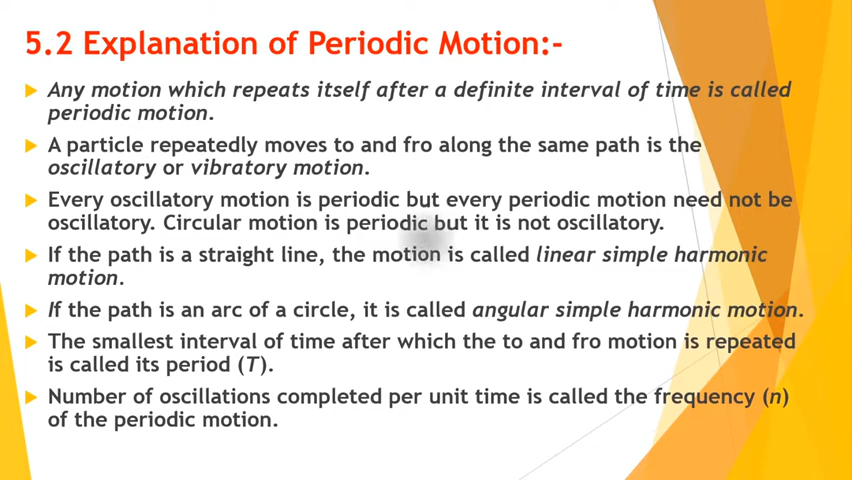 5.2 Explanation of Periodic Motion:-
Any motion which repeats itself after a definite interval of time is called
periodic motion.
A particle repeatedly moves to and fro along the same path is the
oscillatory or vibratory motion.
Every oscillatory motion is periodic but every periodic motion need not be
oscillatory. Circular motion is periodic but it is not oscillatory.
If the path is a straight line, the motion is called linear simple harmonic
motion.
If the path is an arc of a circle, it is called angular simple harmonic motion.
The smallest interval of time after which the to and fro motion is repeated
is called its period (T).
Number of oscillations completed per unit time is called the frequency (n)
of the periodic motion.